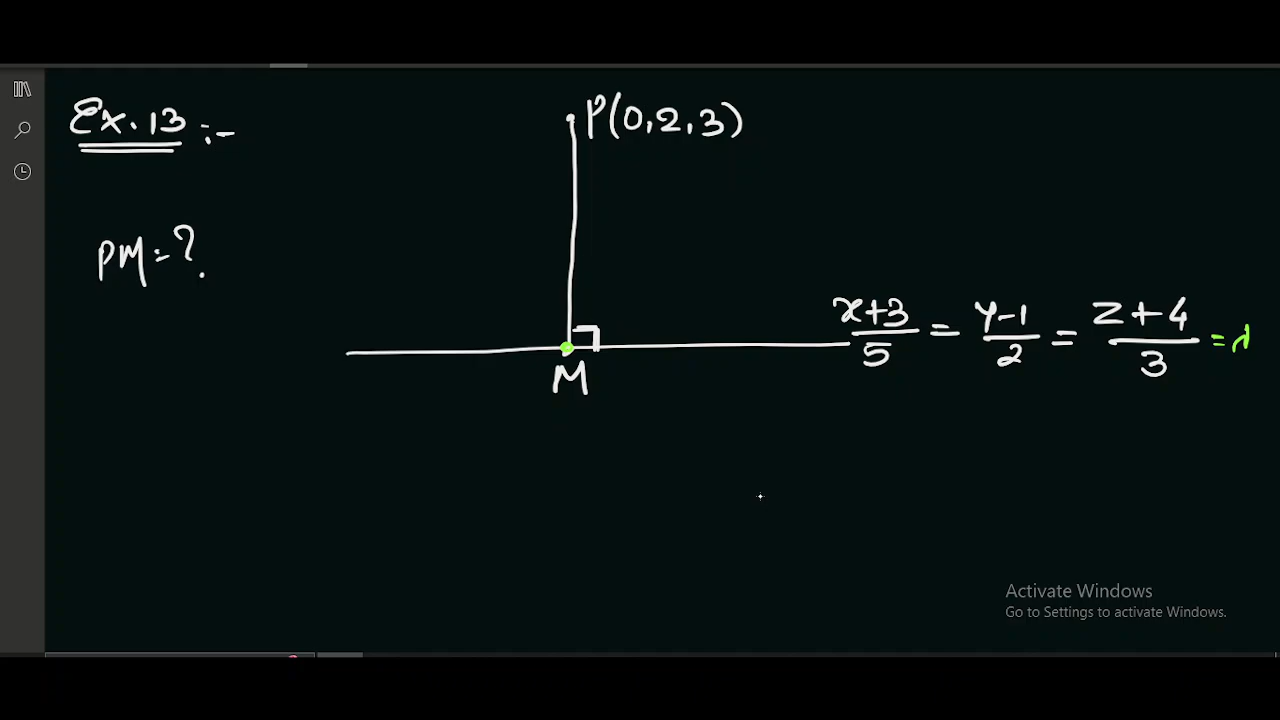 Ex.13 :-
P(0,2,3)
PM=?
x+3/5 = y-1/2 = z+4/3 = λ
M
Activate Windows
Go to Settings to activate Windows.